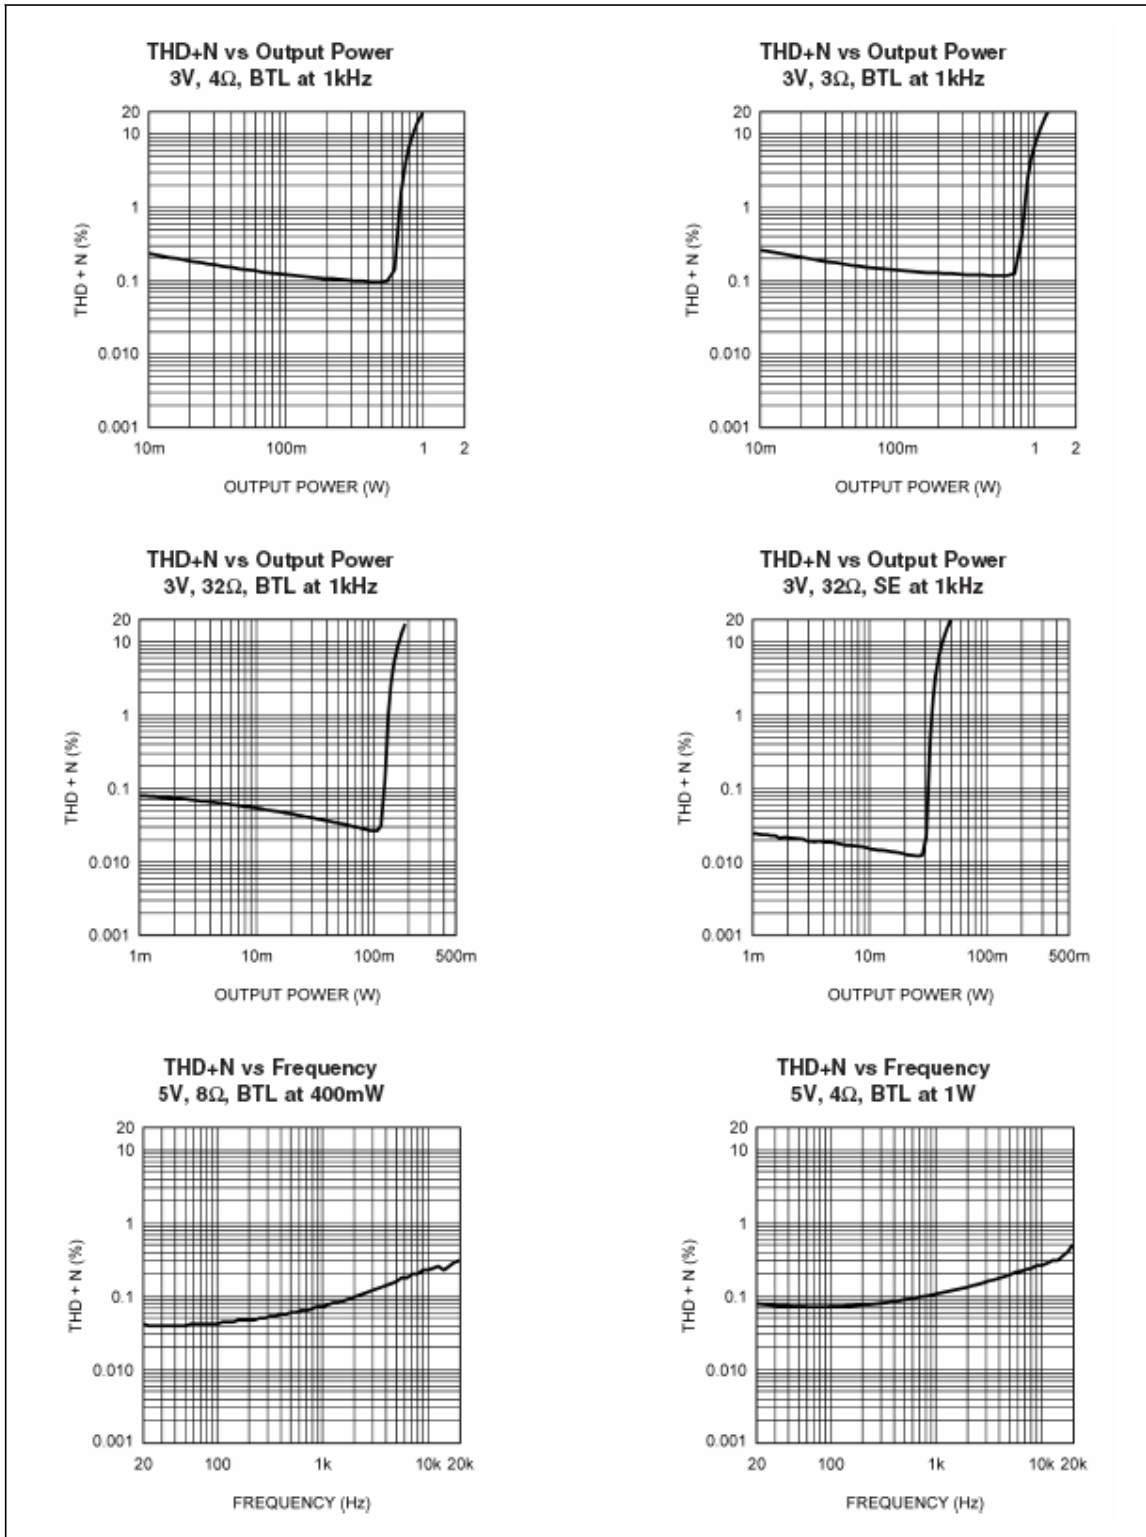 THD+N vs Output Power
3V, 4Ω, BTL at 1kHz
20
10
1
0.1
0.010
0.001
THD + N (%)
10m 100m 1 2
OUTPUT POWER (W)
THD+N vs Output Power
3V, 3Ω, BTL at 1kHz
20
10
1
0.1
0.010
0.001
THD + N (%)
10m 100m 1 2
OUTPUT POWER (W)
THD+N vs Output Power
3V, 32Ω, BTL at 1kHz
20
10
1
0.1
0.010
0.001
THD + N (%)
1m 10m 100m 500m
OUTPUT POWER (W)
THD+N vs Output Power
3V, 32Ω, SE at 1kHz
20
10
1
0.1
0.010
0.001
THD + N (%)
1m 10m 100m 500m
OUTPUT POWER (W)
THD+N vs Frequency
5V, 8Ω, BTL at 400mW
20
10
1
0.1
0.010
0.001
THD + N (%)
20 100 1k 10k 20k
FREQUENCY (Hz)
THD+N vs Frequency
5V, 4Ω, BTL at 1W
20
10
1
0.1
0.010
0.001
THD + N (%)
20 100 1k 10k 20k
FREQUENCY (Hz)